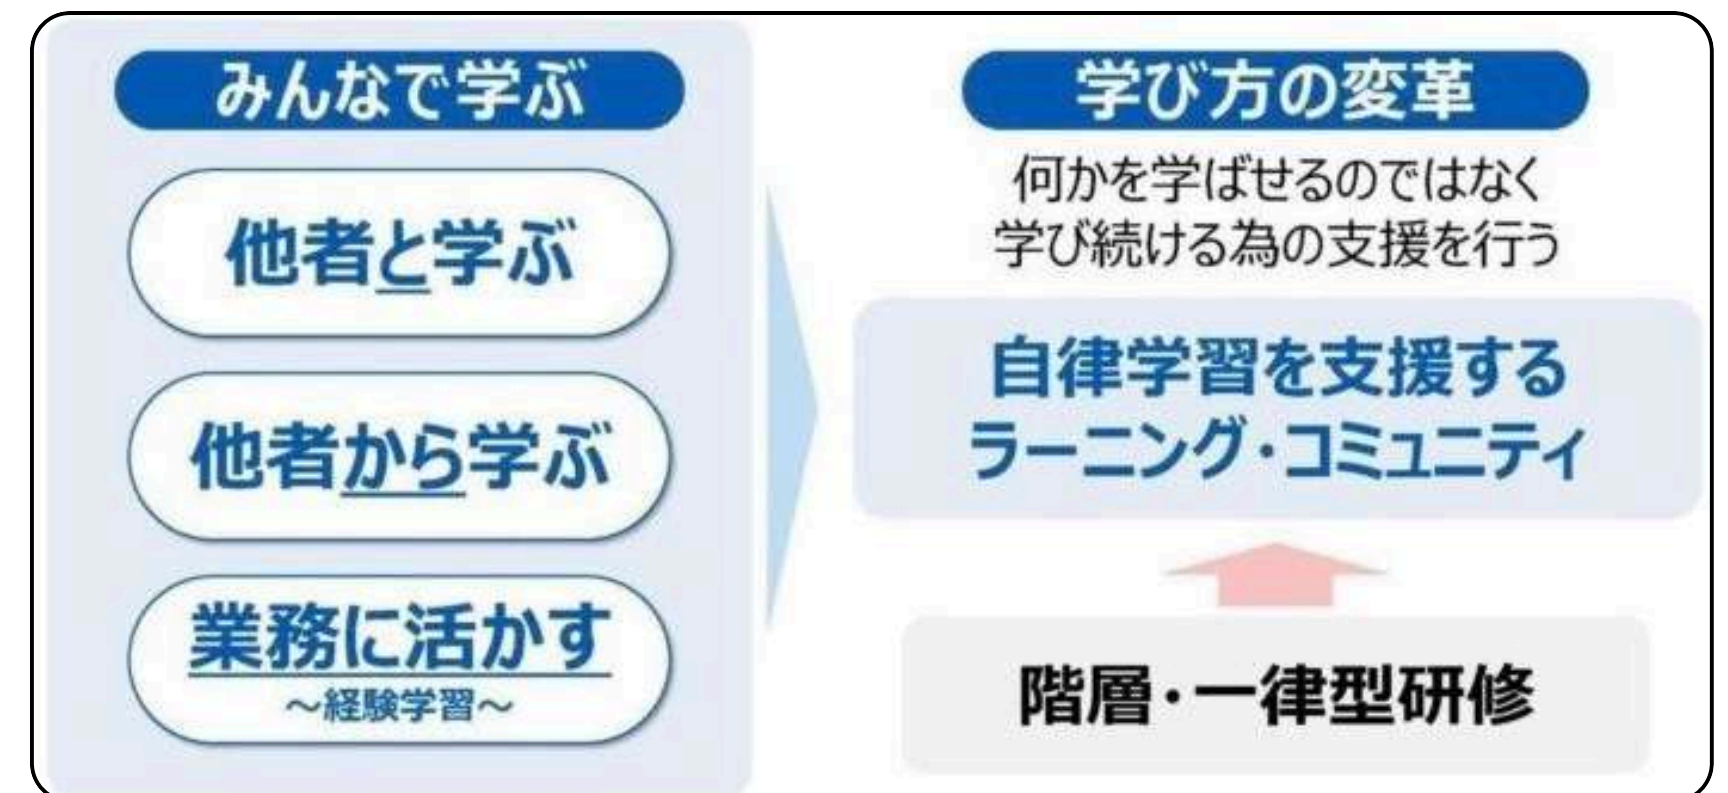 みんなで学ぶ
他者と学ぶ
他者から学ぶ
業務に活かす
～経験学習～
学び方の変革
何かを学ばせるのではなく
学び続ける為の支援を行う
自律学習を支援する
ラーニング・コミュニティ
階層・一律型研修